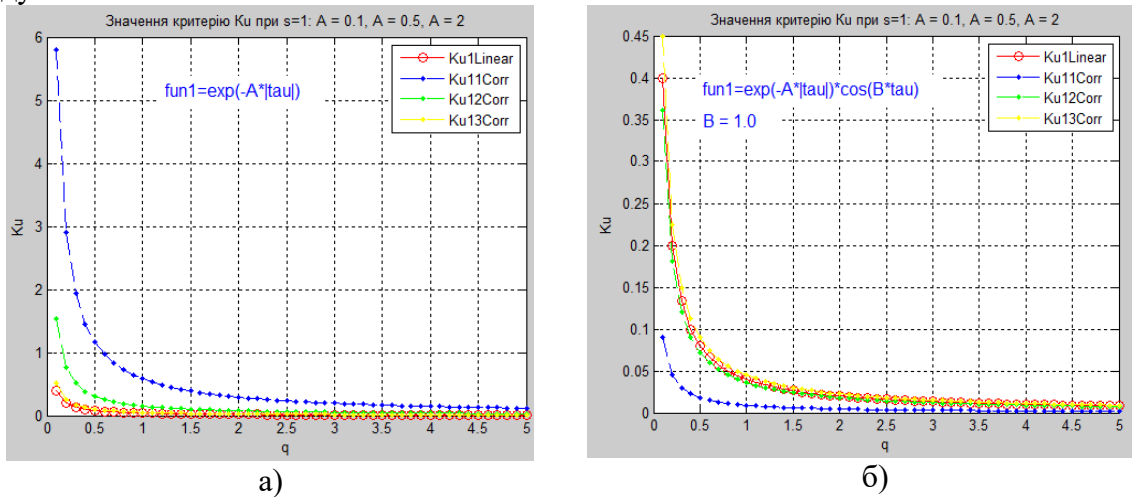 ду
Значення критерію Ku при s=1: A = 0.1, A = 0.5, A = 2
6
5
4
3
2
1
0
Ku
fun1=exp(-A*|tau|)
Ku1Linear
Ku11Corr
Ku12Corr
Ku13Corr
0 0.5 1 1.5 2 2.5 3 3.5 4 4.5 5
q
а)
Значення критерію Ku при s=1: A = 0.1, A = 0.5, A = 2
0.45
0.4
0.35
0.3
0.25
0.2
0.15
0.1
0.05
0
Ku
fun1=exp(-A*|tau|)*cos(B*tau)
B = 1.0
Ku1Linear
Ku11Corr
Ku12Corr
Ku13Corr
0 0.5 1 1.5 2 2.5 3 3.5 4 4.5 5
q
б)